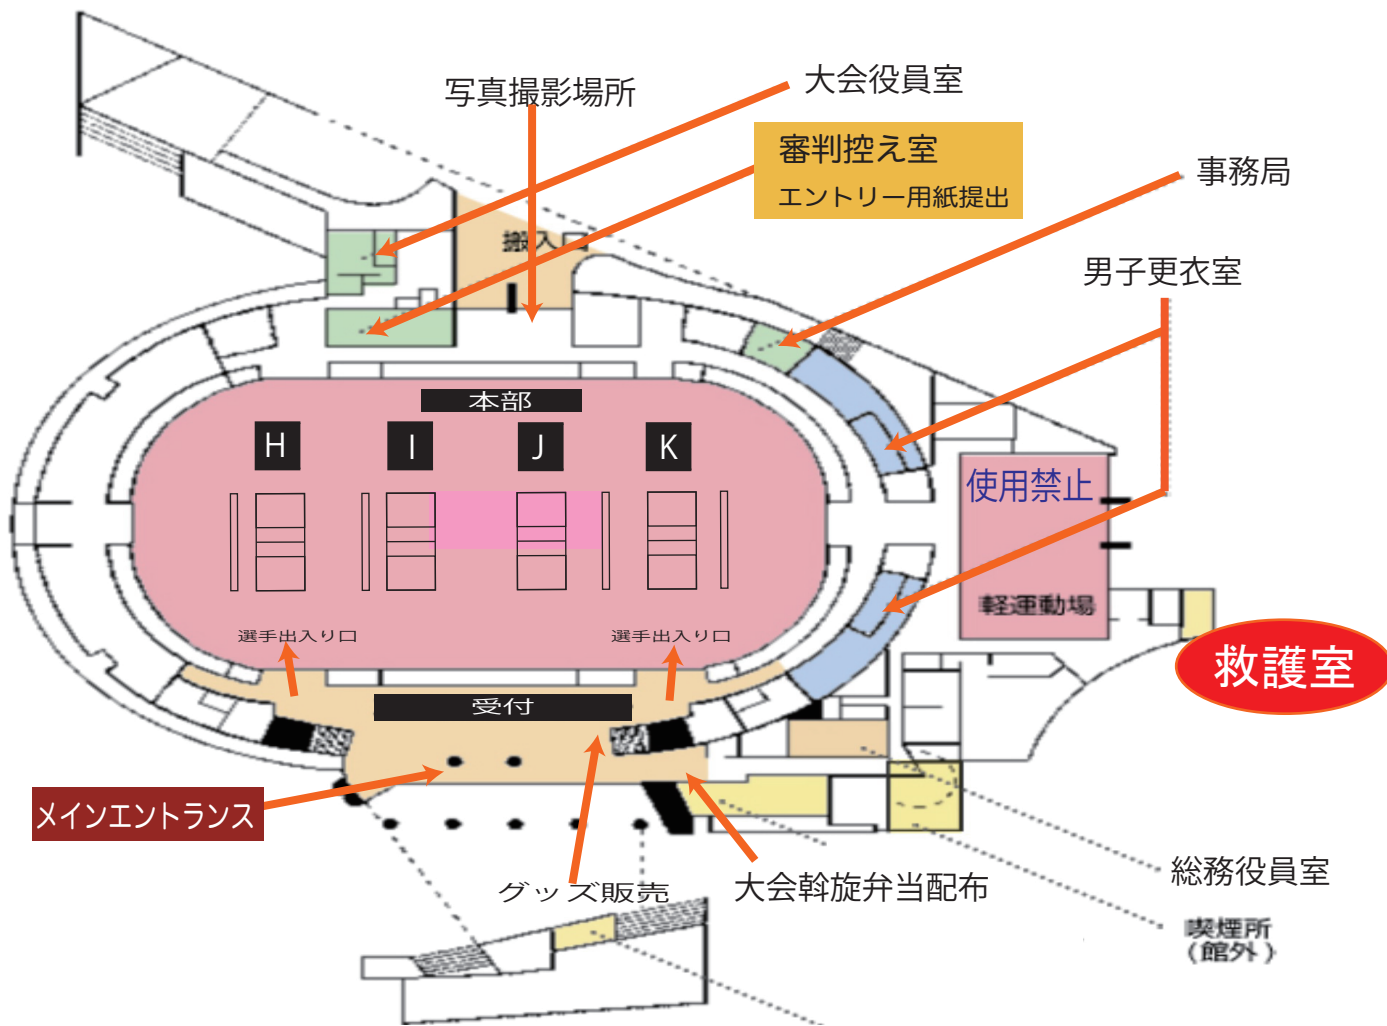 写真撮影場所
大会役員室
審判控え室
エントリー用紙提出
事務局
搬入口
男子更衣室
本部
H
I
J
K
使用禁止
軽運動場
選手出入り口
選手出入り口
救護室
受付
メインエントランス
グッズ販売
大会斡旋弁当配布
総務役員室
喫煙所
(館外)